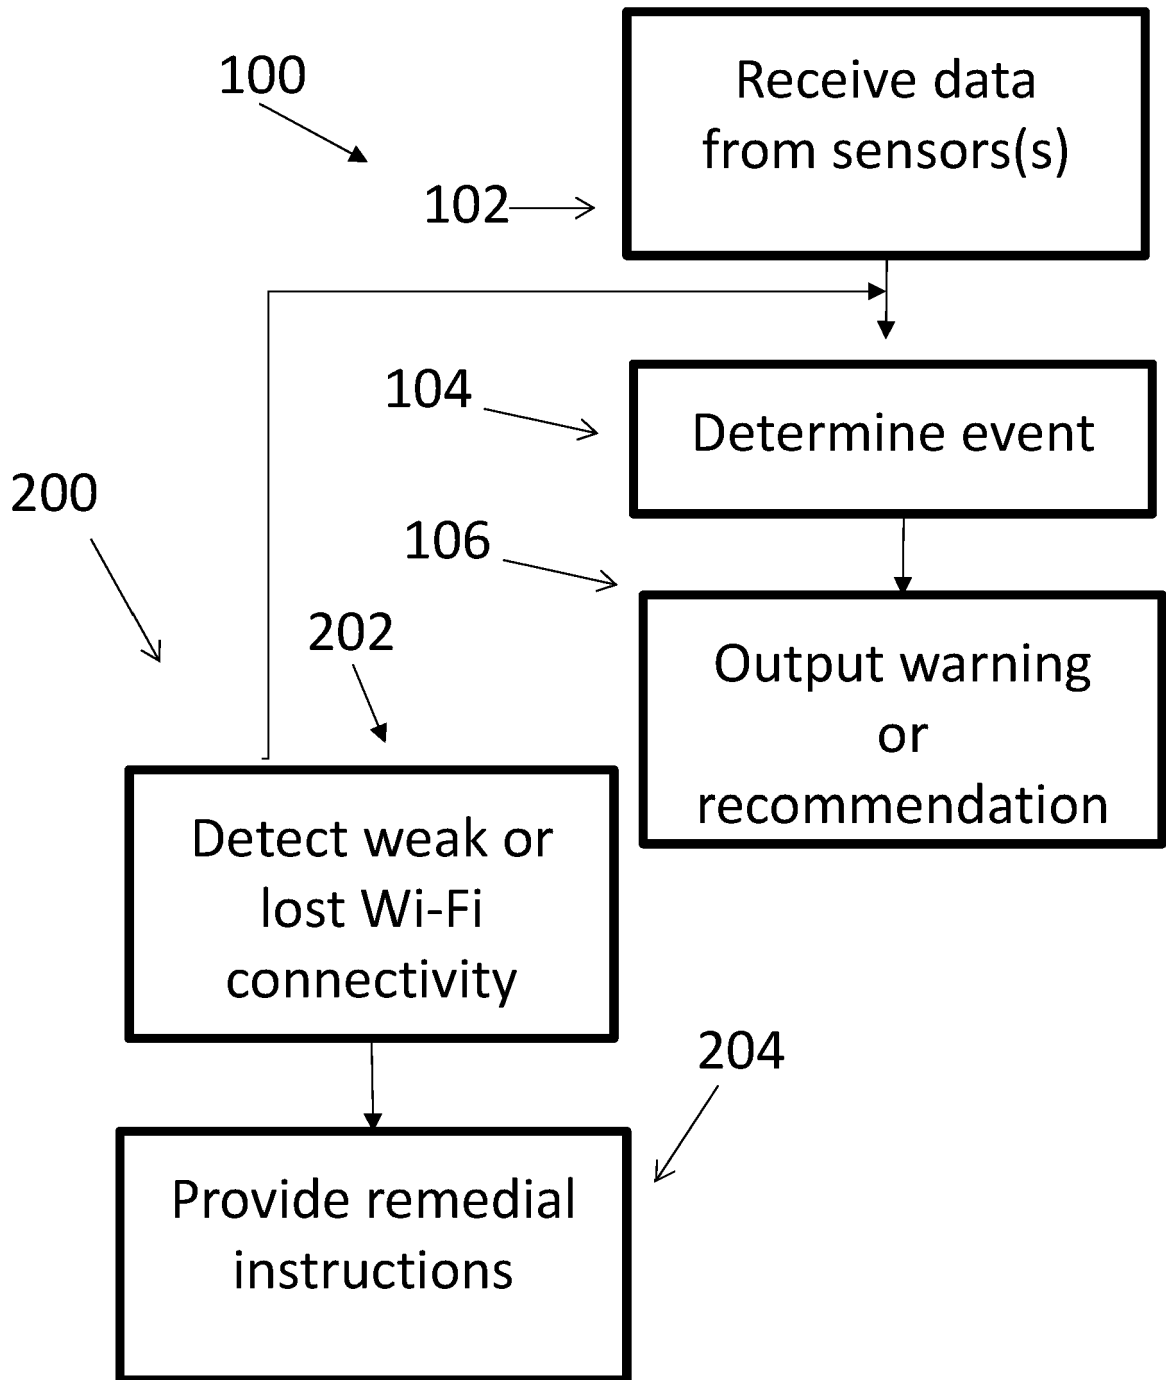 100
Receive data
from sensors(s)
102
104
Determine event
200
106
202
Output warning
or
recommendation
Detect weak or
lost Wi-Fi
connectivity
204
Provide remedial
instructions